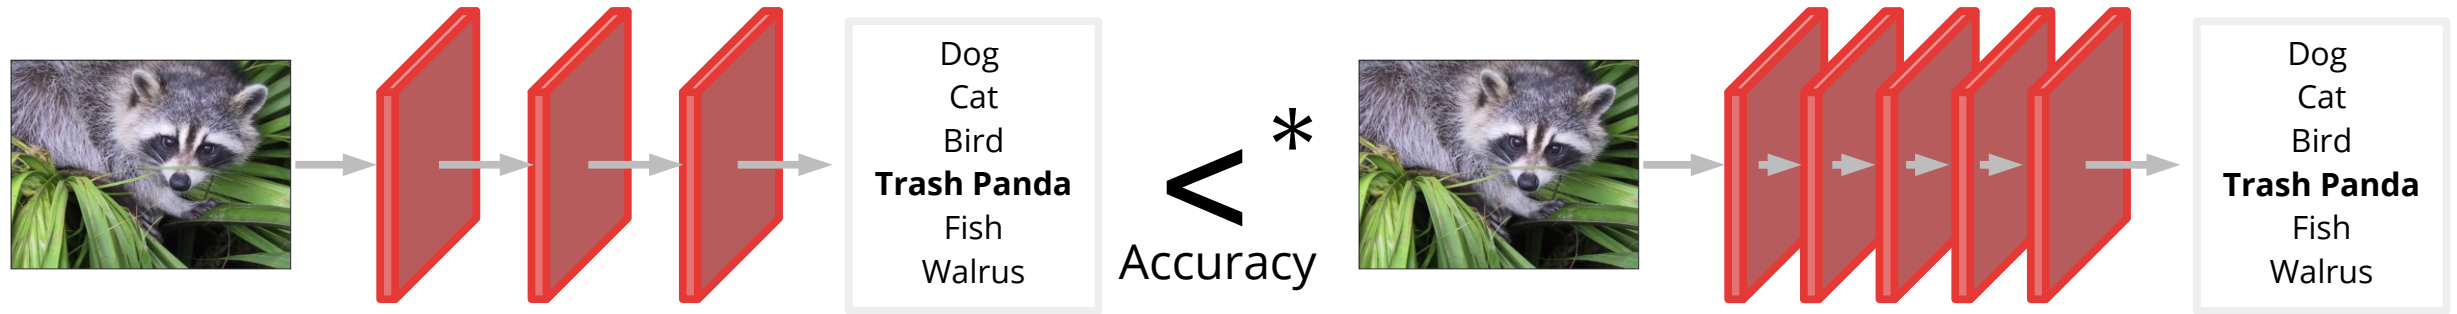 Dog
Cat
Bird
Trash Panda
Fish
Walrus
< *
Accuracy
Dog
Cat
Bird
Trash Panda
Fish
Walrus